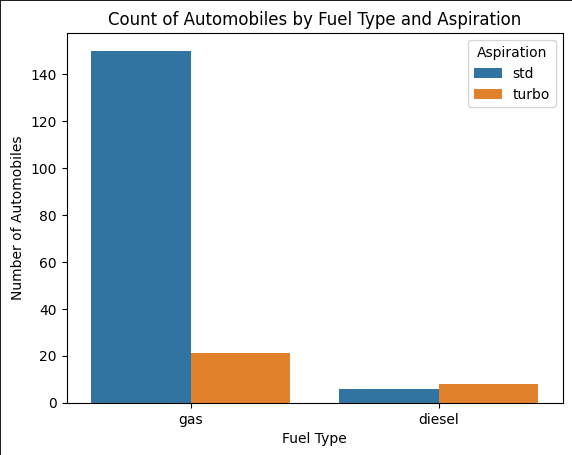 Count of Automobiles by Fuel Type and Aspiration
Number of Automobiles
140
120
100
80
60
40
20
0
Aspiration
std
turbo
gas
diesel
Fuel Type